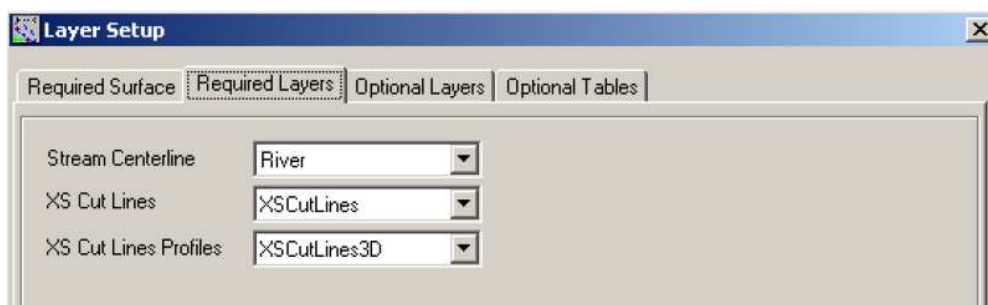 Layer Setup
Required Surface Required Layers Optional Layers Optional Tables
Stream Centerline River
XS Cut Lines XSCutLines
XS Cut Lines Profiles XSCutLines3D